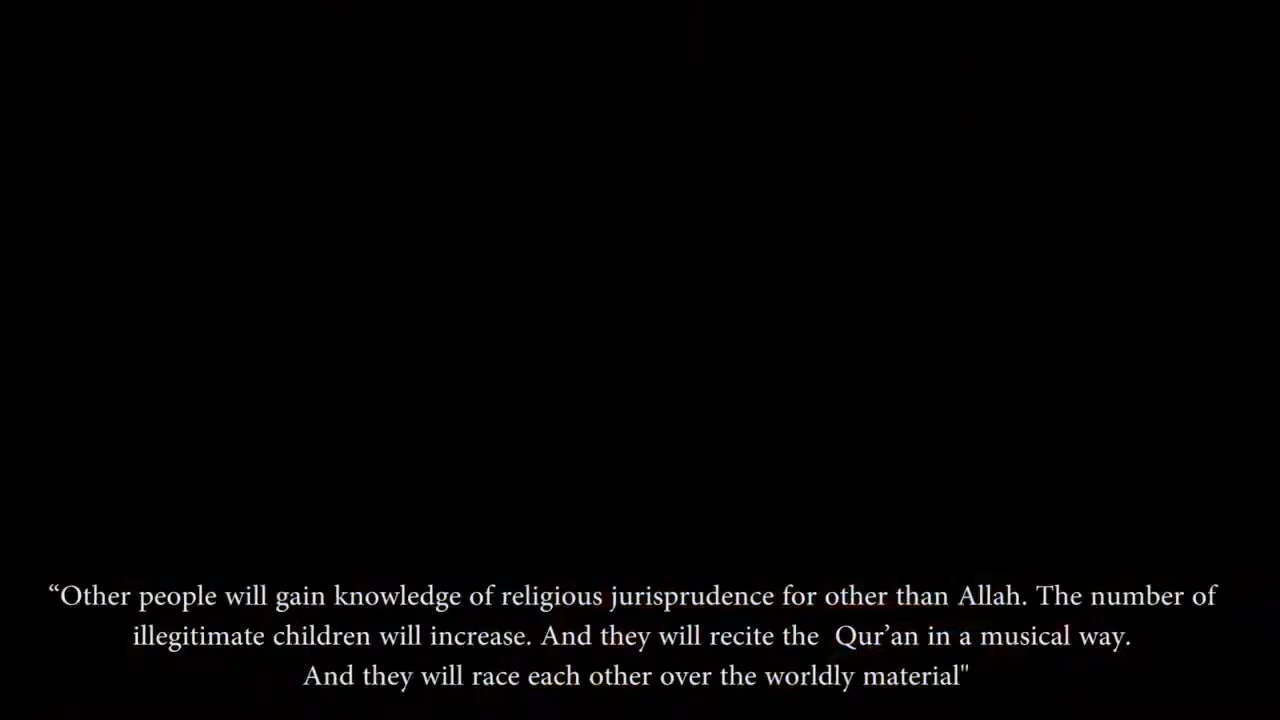 “Other people will gain knowledge of religious jurisprudence for other than Allah. The number of
illegitimate children will increase. And they will recite the  Qur’an in a musical way.
And they will race each other over the worldly material"